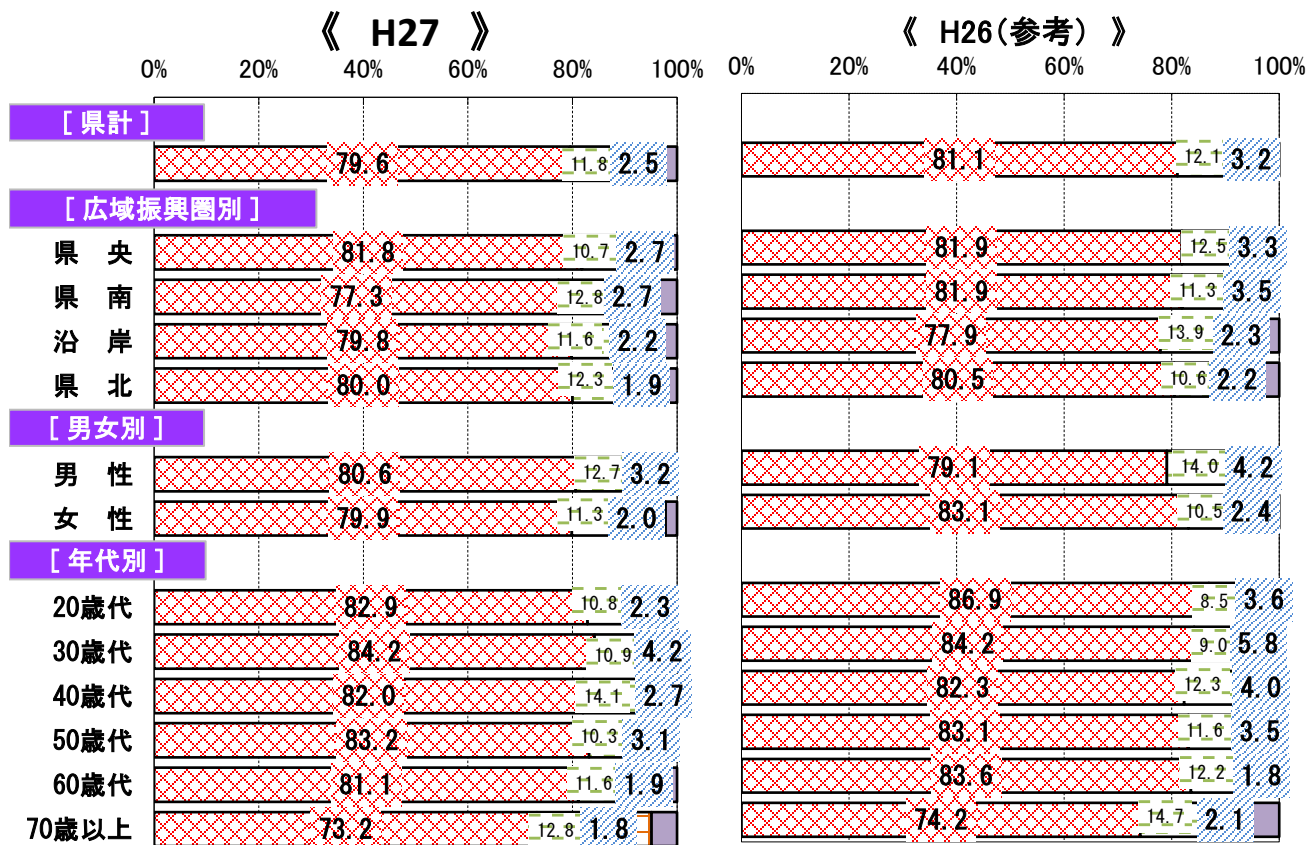 《 H27 》
《 H26(参考) 》
0% 20% 40% 60% 80% 100%
0% 20% 40% 60% 80% 100%
[ 県計 ]
79.6 11.8 2.5
81.1 12.1 3.2
[ 広域振興圏別 ]
県 央 81.8 10.7 2.7
81.9 12.5 3.3
県 南 77.3 12.8 2.7
81.9 11.3 3.5
沿 岸 79.8 11.6 2.2
77.9 13.9 2.3
県 北 80.0 12.3 1.9
80.5 10.6 2.2
[ 男女別 ]
男 性 80.6 12.7 3.2
79.1 14.0 4.2
女 性 79.9 11.3 2.0
83.1 10.5 2.4
[ 年代別 ]
20歳代 82.9 10.8 2.3
86.9 8.5 3.6
30歳代 84.2 10.9 4.2
84.2 9.0 5.8
40歳代 82.0 14.1 2.7
82.3 12.3 4.0
50歳代 83.2 10.3 3.1
83.1 11.6 3.5
60歳代 81.1 11.6 1.9
83.6 12.2 1.8
70歳以上 73.2 12.8 1.8
74.2 14.7 2.1